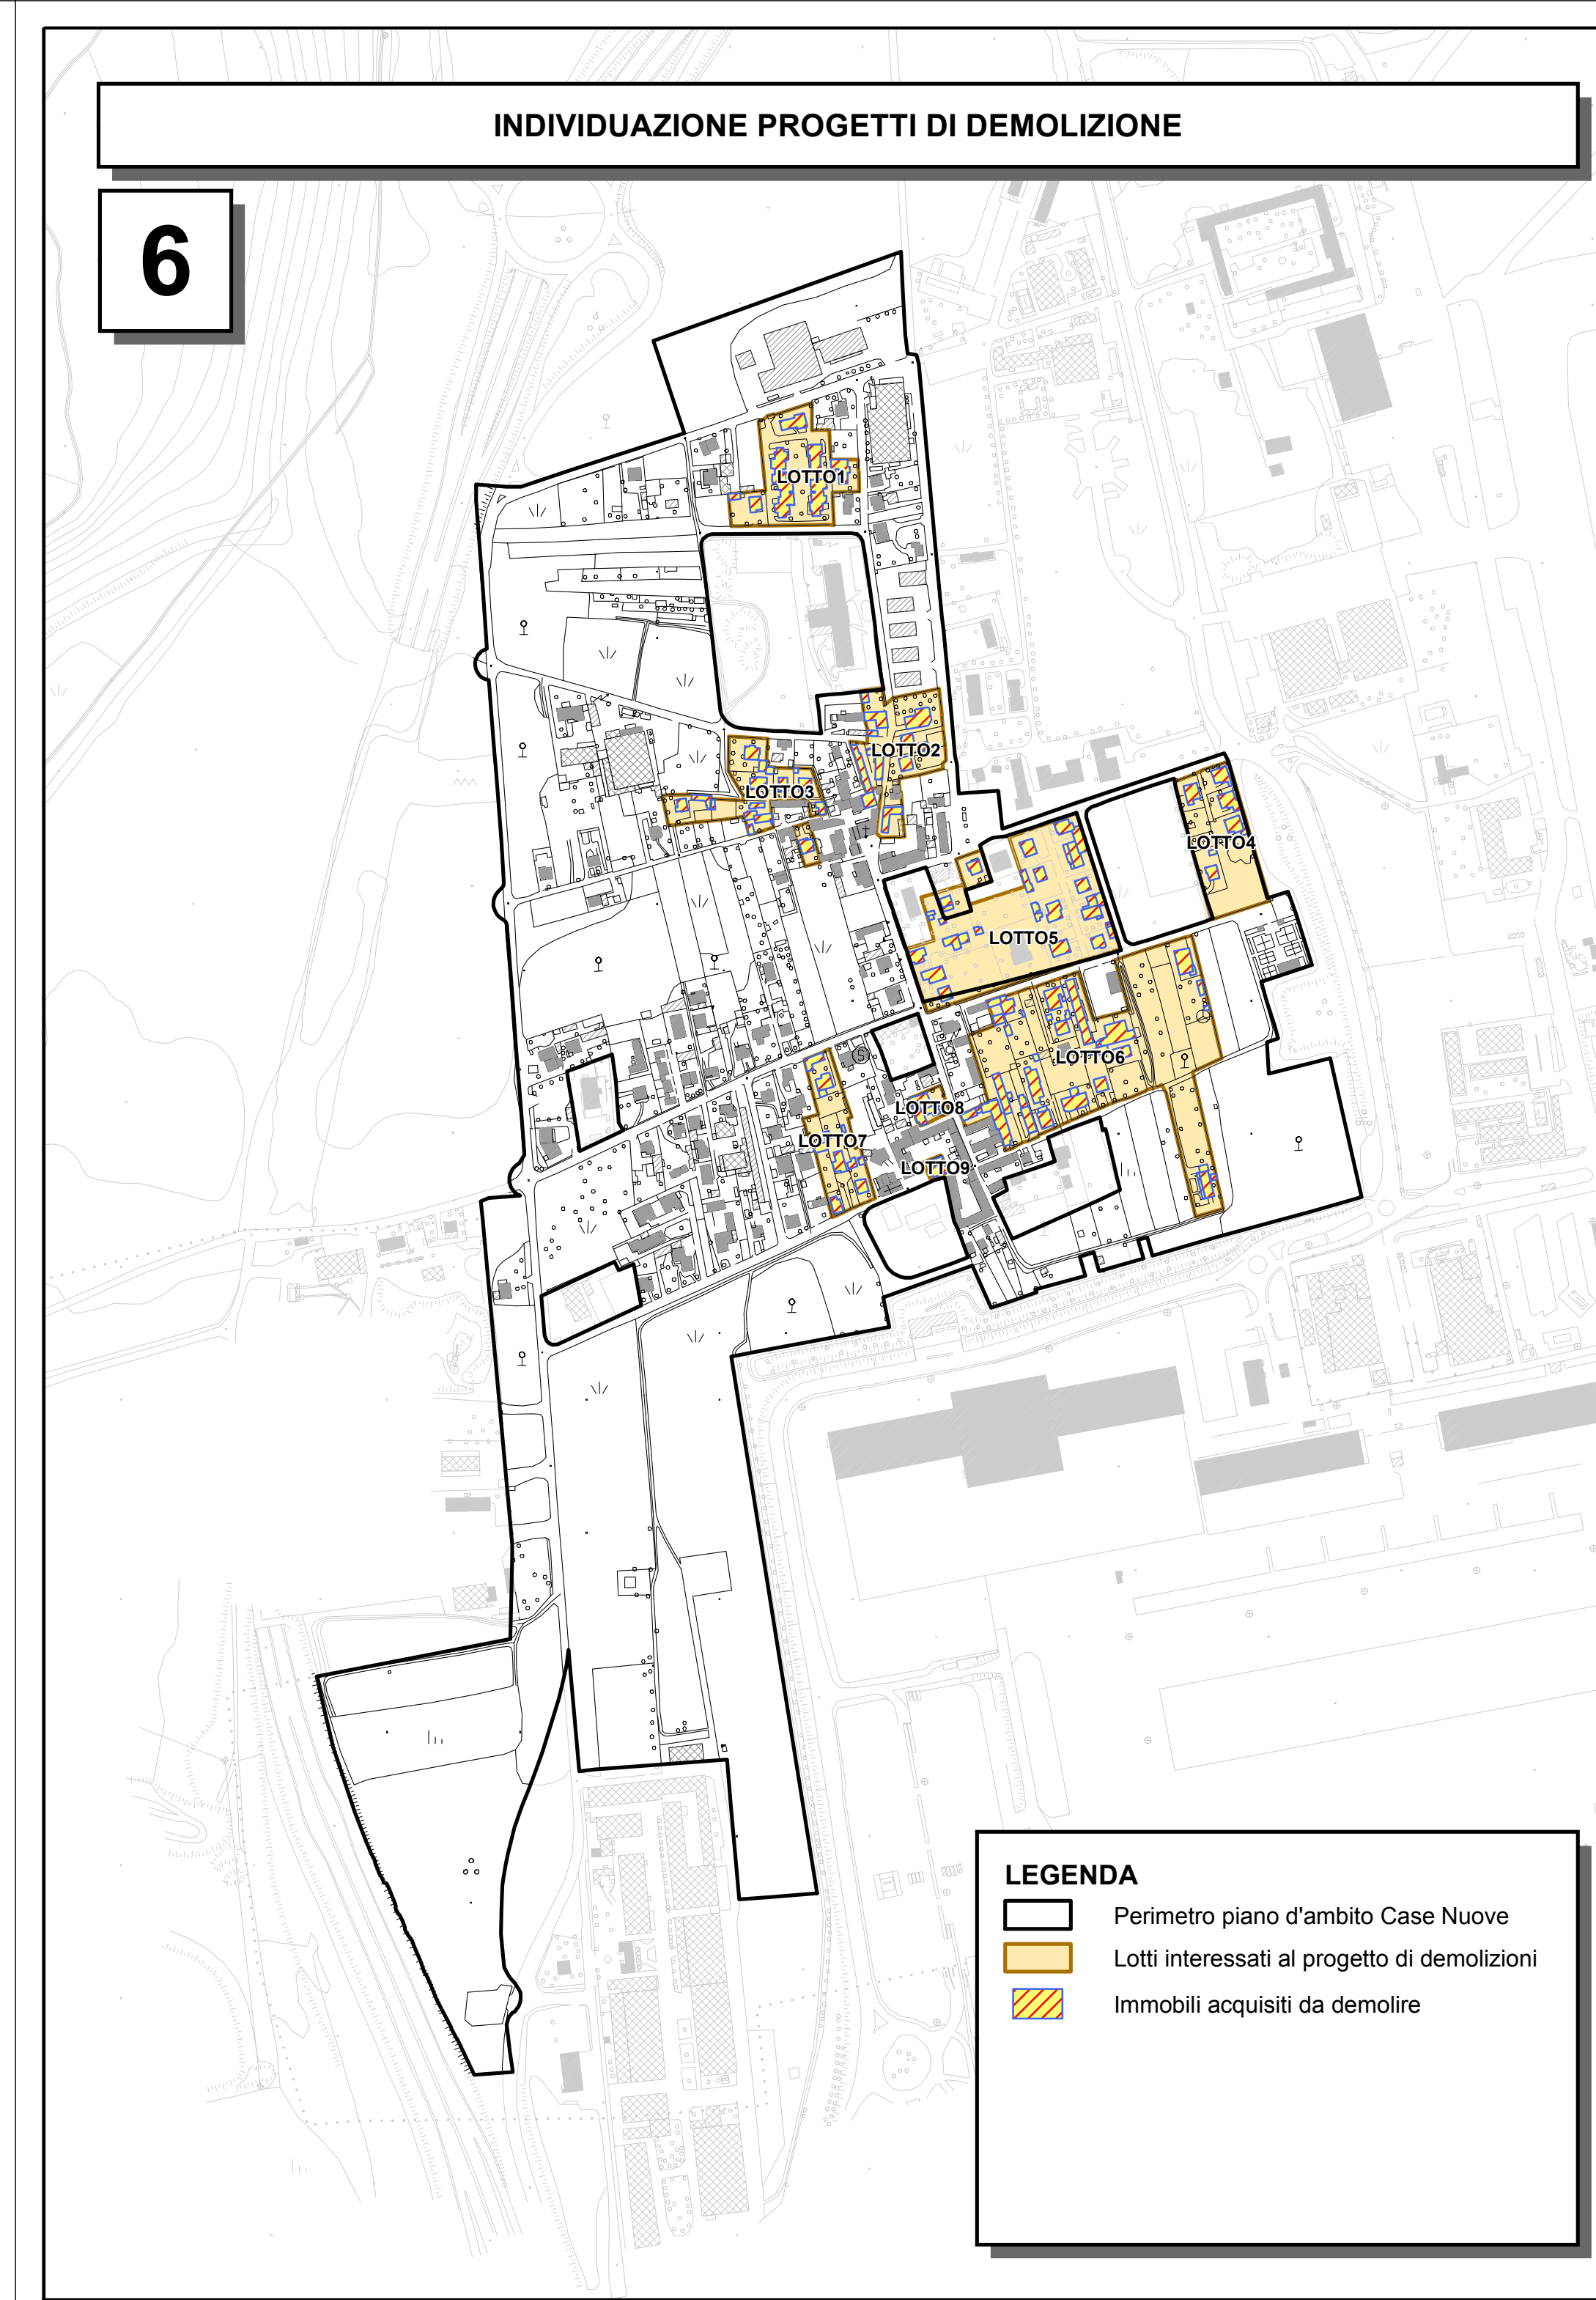 INDIVIDUAZIONE PROGETTI DI DEMOLIZIONE
6
LOTTO1
LOTTO2
LOTTO3
LOTTO4
LOTTO5
LOTTO6
LOTTO8
LOTTO7
LOTTO9
S
LEGENDA
Perimetro piano d'ambito Case Nuove
Lotti interessati al progetto di demolizioni
Immobili acquisiti da demolire